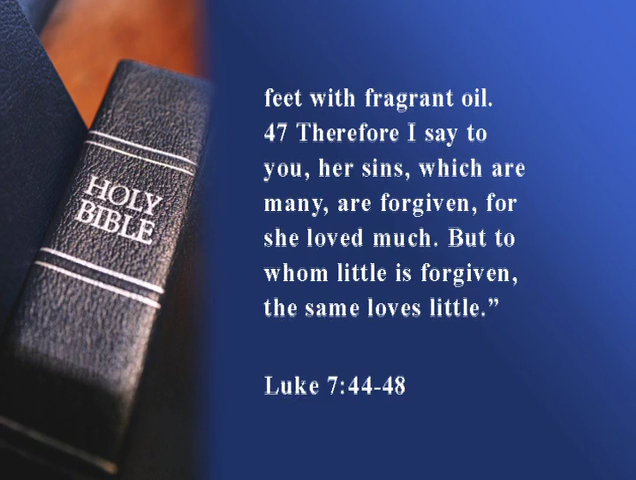 HOLY
BIBLE
feet with fragrant oil.
47 Therefore I say to
you, her sins, which are
many, are forgiven, for
she loved much. But to
whom little is forgiven,
the same loves little.”
Luke 7:44-48